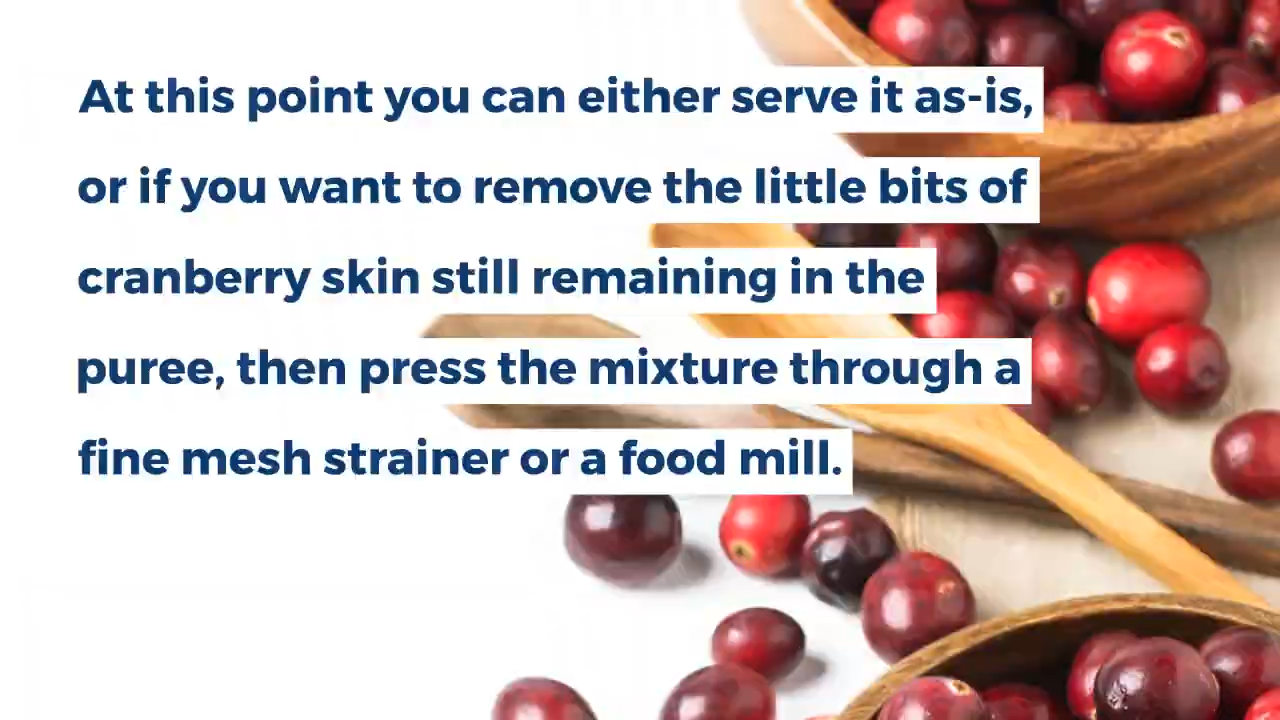 At this point you can either serve it as-is,
or if you want to remove the little bits of
cranberry skin still remaining in the
puree, then press the mixture through a
fine mesh strainer or a food mill.